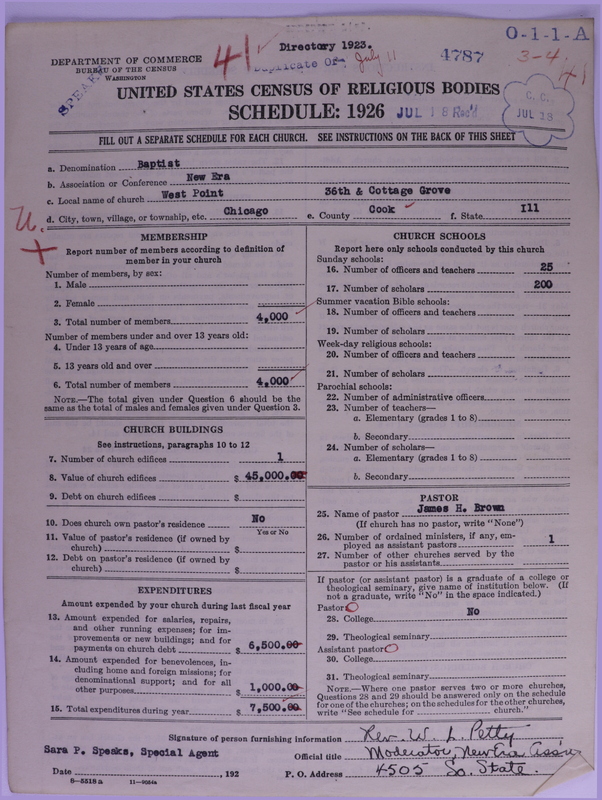 O-1-1-A
Directory 1923.
41
Duplicate Of July 11
4787
3-4
41
DEPARTMENT OF COMMERCE
BUREAU OF THE CENSUS
WASHINGTON
SPEAKS
UNITED STATES CENSUS OF RELIGIOUS BODIES
SCHEDULE: 1926
JUL 18 Rec'd
C. C.
JUL 13
FILL OUT A SEPARATE SCHEDULE FOR EACH CHURCH. SEE INSTRUCTIONS ON THE BACK OF THIS SHEET
a. Denomination Baptist
b. Association or Conference New Era
c. Local name of church West Point 36th & Cottage Grove
d. City, town, village, or township, etc. Chicago e. County Cook f. State Ill
MEMBERSHIP
Report number of members according to definition of
member in your church
Number of members, by sex:
1. Male
2. Female
3. Total number of members 4,000
Number of members under and over 13 years old:
4. Under 13 years of age
5. 13 years old and over
6. Total number of members 4,000
NOTE.—The total given under Question 6 should be the
same as the total of males and females given under Question 3.
CHURCH BUILDINGS
See instructions, paragraphs 10 to 12
7. Number of church edifices 1
8. Value of church edifices $ 45,000.00
9. Debt on church edifices $
10. Does church own pastor's residence No
Yes or No
11. Value of pastor's residence (if owned by
church) $
12. Debt on pastor's residence (if owned by
church) $
EXPENDITURES
Amount expended by your church during last fiscal year
13. Amount expended for salaries, repairs,
and other running expenses; for im-
provements or new buildings; and for
payments on church debt $ 6,500.00
14. Amount expended for benevolences, in-
cluding home and foreign missions; for
denominational support; and for all
other purposes 1,000.00
15. Total expenditures during year $ 7,500.00
CHURCH SCHOOLS
Report here only schools conducted by this church
Sunday schools:
16. Number of officers and teachers 25
17. Number of scholars 200
Summer vacation Bible schools:
18. Number of officers and teachers
19. Number of scholars
Week-day religious schools:
20. Number of officers and teachers
21. Number of scholars
Parochial schools:
22. Number of administrative officers
23. Number of teachers—
a. Elementary (grades 1 to 8)
b. Secondary
24. Number of scholars—
a. Elementary (grades 1 to 8)
b. Secondary
PASTOR
25. Name of pastor James H. Brown
(If church has no pastor, write "None")
26. Number of ordained ministers, if any, em-
ployed as assistant pastors 1
27. Number of other churches served by the
pastor or his assistants
If pastor (or assistant pastor) is a graduate of a college or
theological seminary, give name of institution below. (If
not a graduate, write "No" in the space indicated.)
Pastor:
28. College No
29. Theological seminary
Assistant pastor:
30. College
31. Theological seminary
NOTE.—Where one pastor serves two or more churches,
Questions 28 and 29 should be answered only on the schedule
for one of the churches; on the schedules for the other churches,
write "See schedule for church."
Signature of person furnishing information Rev. W. L. Petty
Sara P. Speaks, Special Agent
Official title Moderator, New Era Assn
Date , 192
P. O. Address 4505 So. State.
8-5518a 11-9054a